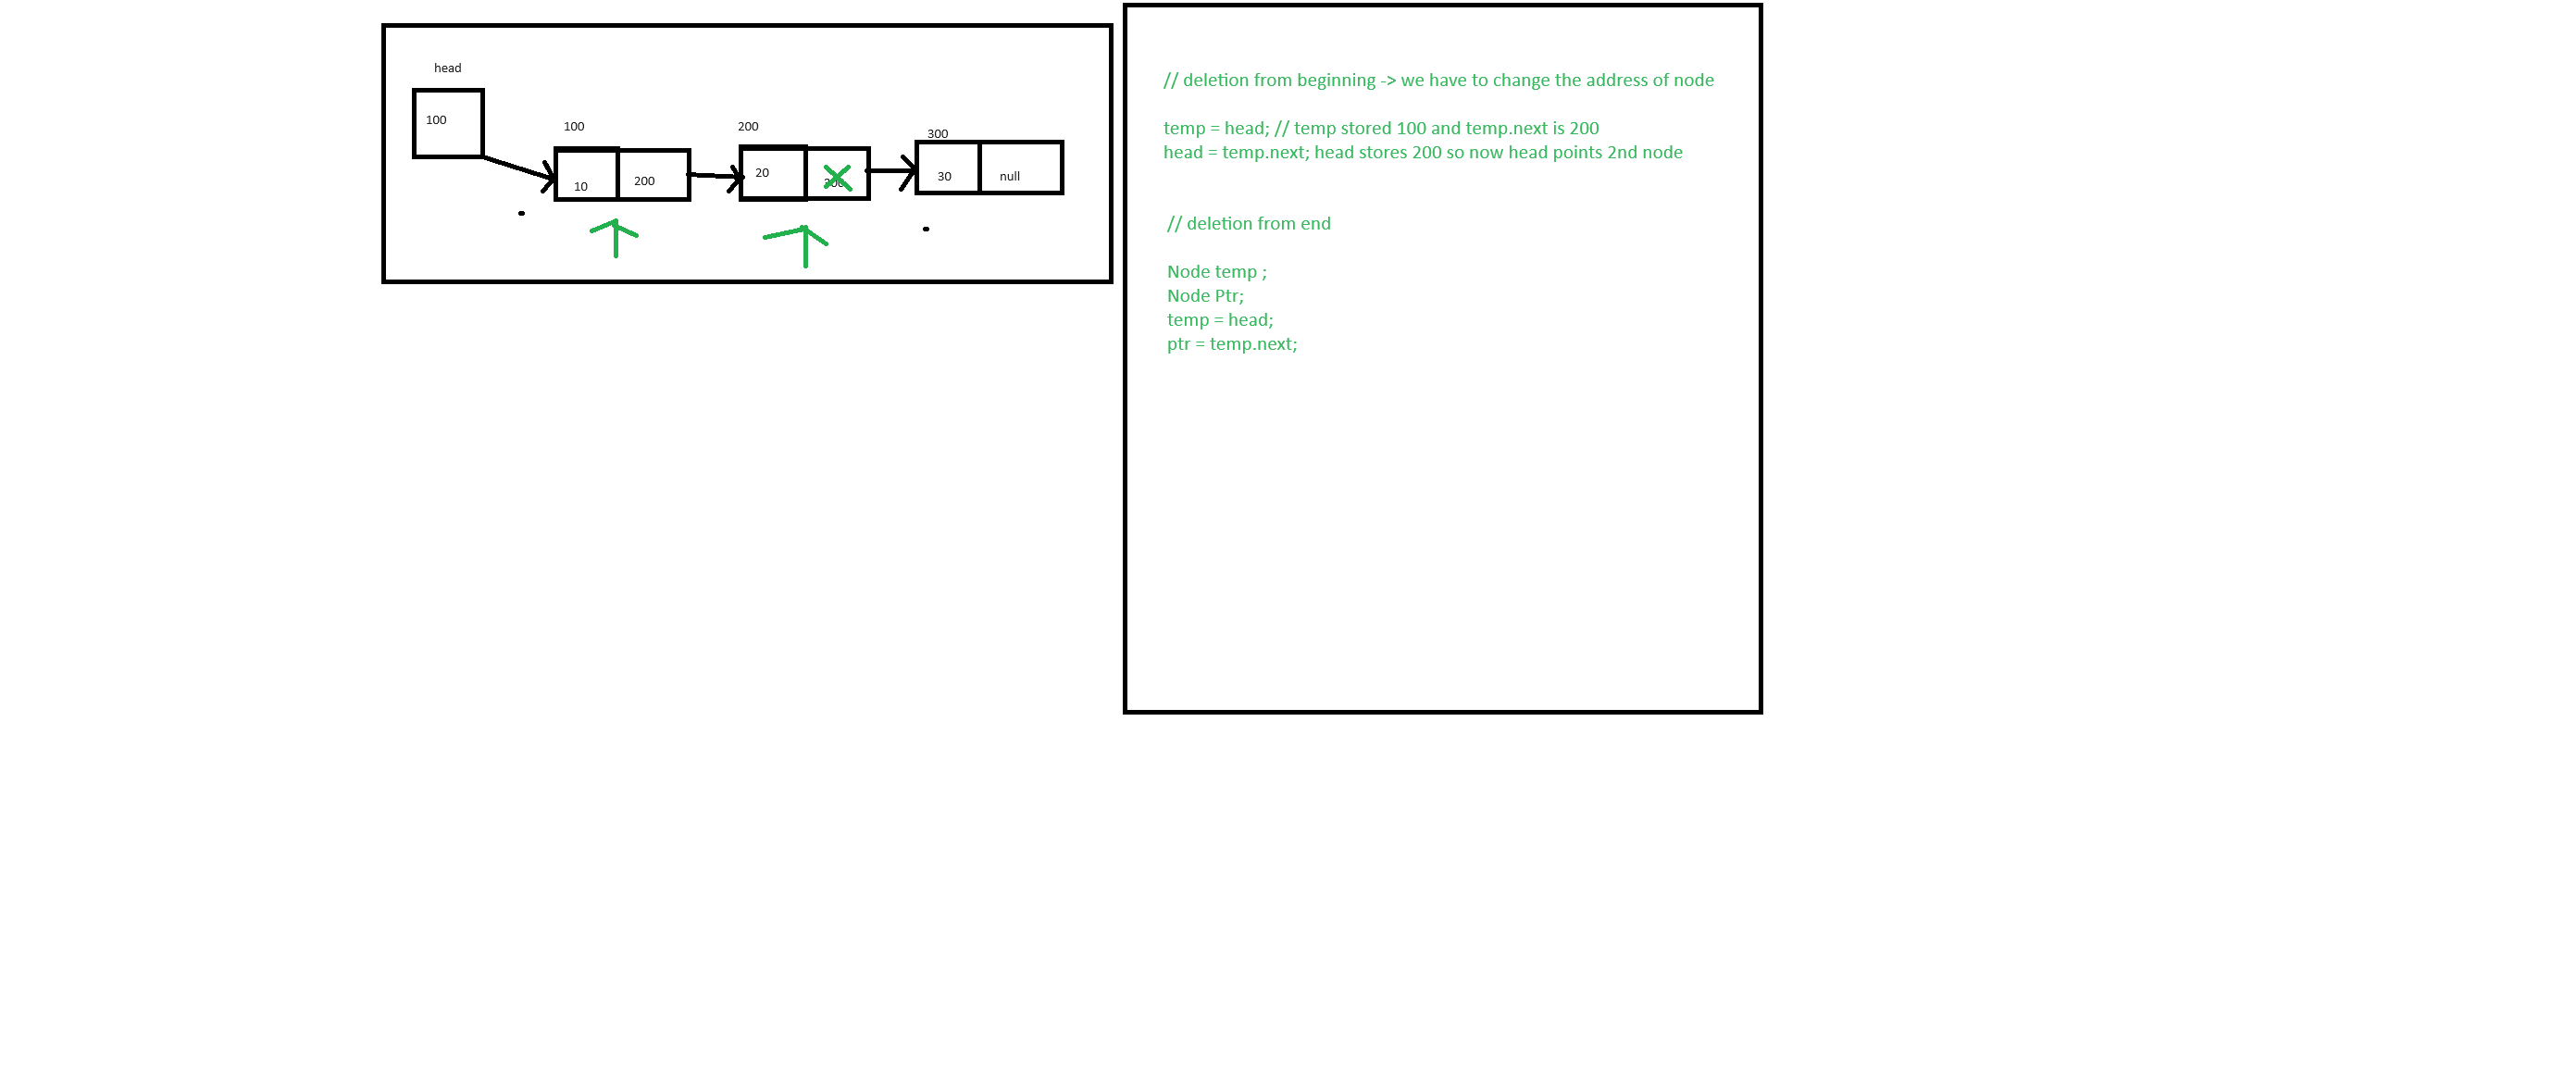 head
100
100
10
200
200
20
300
30
null
// deletion from beginning -> we have to change the address of node
temp = head; // temp stored 100 and temp.next is 200
head = temp.next; head stores 200 so now head points 2nd node
// deletion from end
Node temp ;
Node Ptr;
temp = head;
ptr = temp.next;